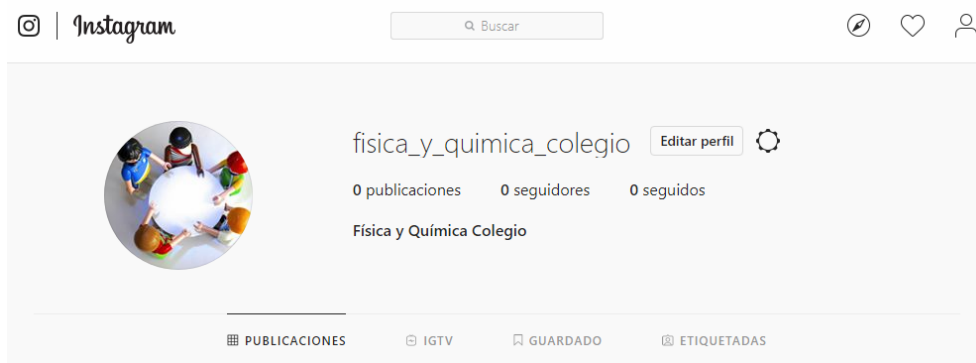 Instagram
Buscar
fisica_y_quimica_colegio Editar perfil
0 publicaciones 0 seguidores 0 seguidos
Física y Química Colegio
PUBLICACIONES IGTV GUARDADO ETIQUETADAS